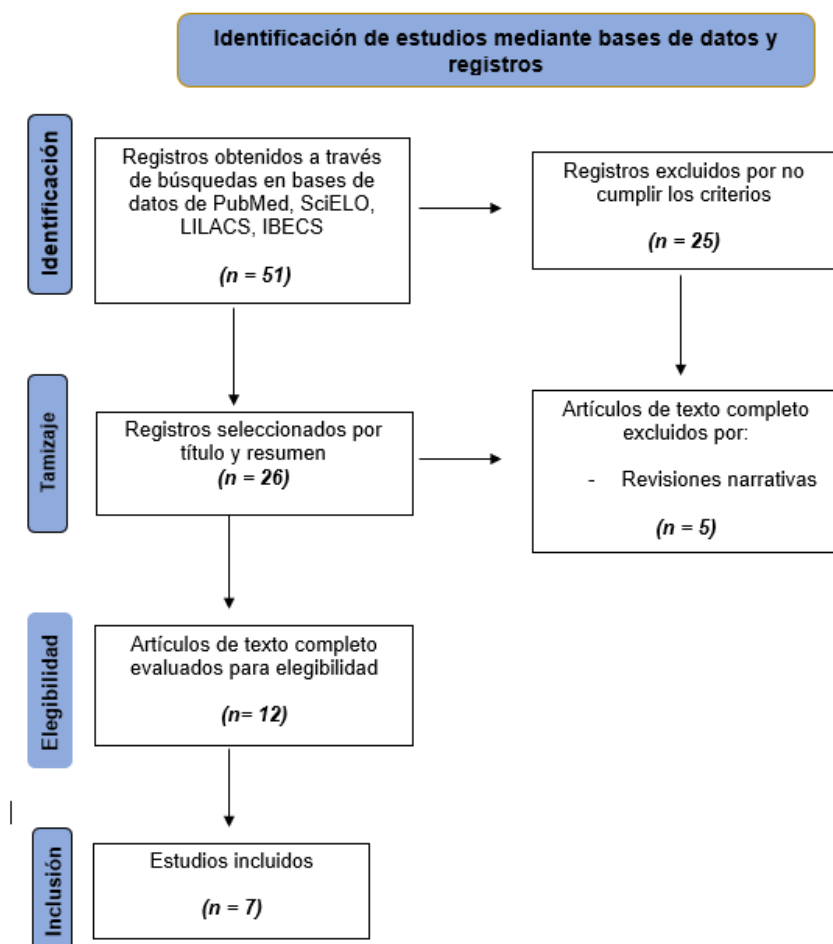 Identificación de estudios mediante bases de datos y
registros
Identificación
Registros obtenidos a través
de búsquedas en bases de
datos de PubMed, SciELO,
LILACS, IBECS
(n = 51)
Registros excluidos por no
cumplir los criterios
(n = 25)
Tamizaje
Registros seleccionados por
título y resumen
(n = 26)
Artículos de texto completo
excluidos por:
- Revisiones narrativas
(n = 5)
Elegibilidad
Artículos de texto completo
evaluados para elegibilidad
(n= 12)
Inclusión
Estudios incluidos
(n = 7)